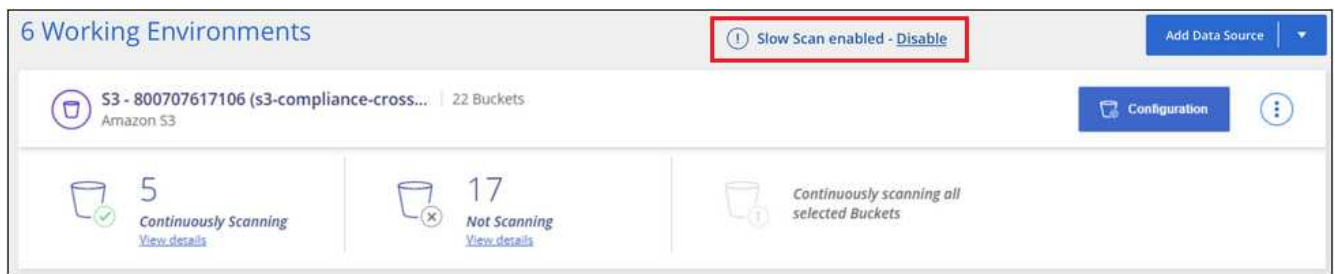 6 Working Environments
Slow Scan enabled - Disable
Add Data Source
S3 - 800707617106 (s3-compliance-cross... | 22 Buckets
Amazon S3
Configuration
5
Continuously Scanning
View details
17
Not Scanning
View details
Continuously scanning all
selected Buckets